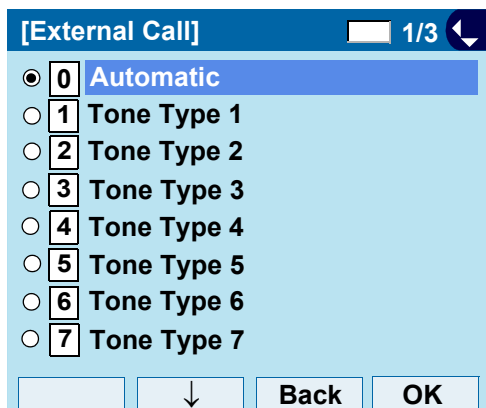 [External Call] 1/3
0 Automatic
1 Tone Type 1
2 Tone Type 2
3 Tone Type 3
4 Tone Type 4
5 Tone Type 5
6 Tone Type 6
7 Tone Type 7
↓ Back OK